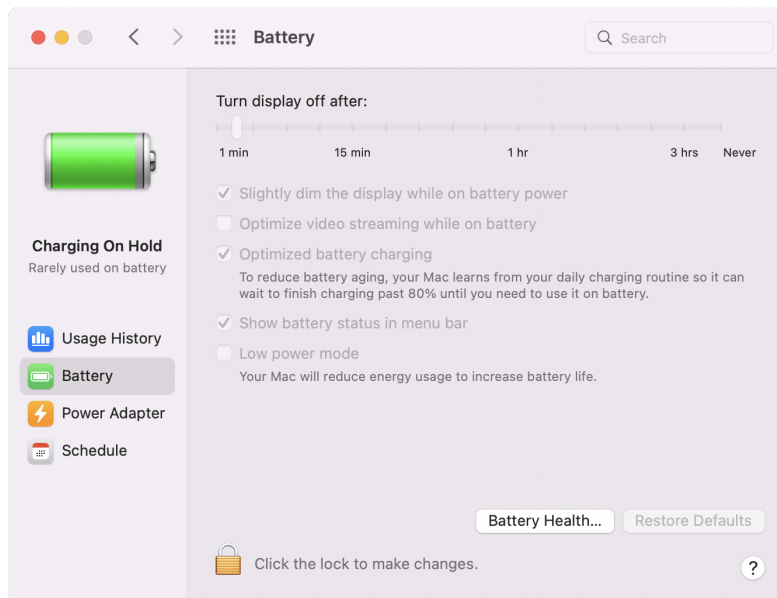 Battery
Search
Turn display off after:
1 min 15 min 1 hr 3 hrs Never
Slightly dim the display while on battery power
Optimize video streaming while on battery
Optimized battery charging
To reduce battery aging, your Mac learns from your daily charging routine so it can
wait to finish charging past 80% until you need to use it on battery.
Show battery status in menu bar
Low power mode
Your Mac will reduce energy usage to increase battery life.
Charging On Hold
Rarely used on battery
Usage History
Battery
Power Adapter
Schedule
Battery Health...
Restore Defaults
Click the lock to make changes.
?